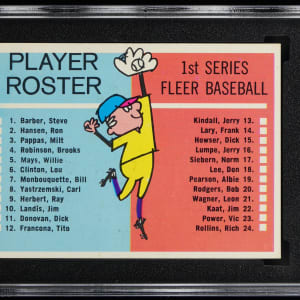 PLAYER
ROSTER
1st SERIES
FLEER BASEBALL
1. Barber, Steve
2. Hansen, Ron
3. Pappas, Milt
4. Robinson, Brooks
5. Mays, Willie
6. Clinton, Lou
7. Monbouquette, Bill
8. Yastrzemski, Carl
9. Herbert, Ray
10. Landis, Jim
11. Donovan, Dick
12. Francona, Tito
Kindall, Jerry 13.
Lary, Frank 14.
Howser, Dick 15.
Lumpe, Jerry 16.
Siebern, Norm 17.
Lee, Don 18.
Pearson, Albie 19.
Rodgers, Bob 20.
Wagner, Leon 21.
Kaat, Jim 22.
Power, Vic 23.
Rollins, Rich 24.